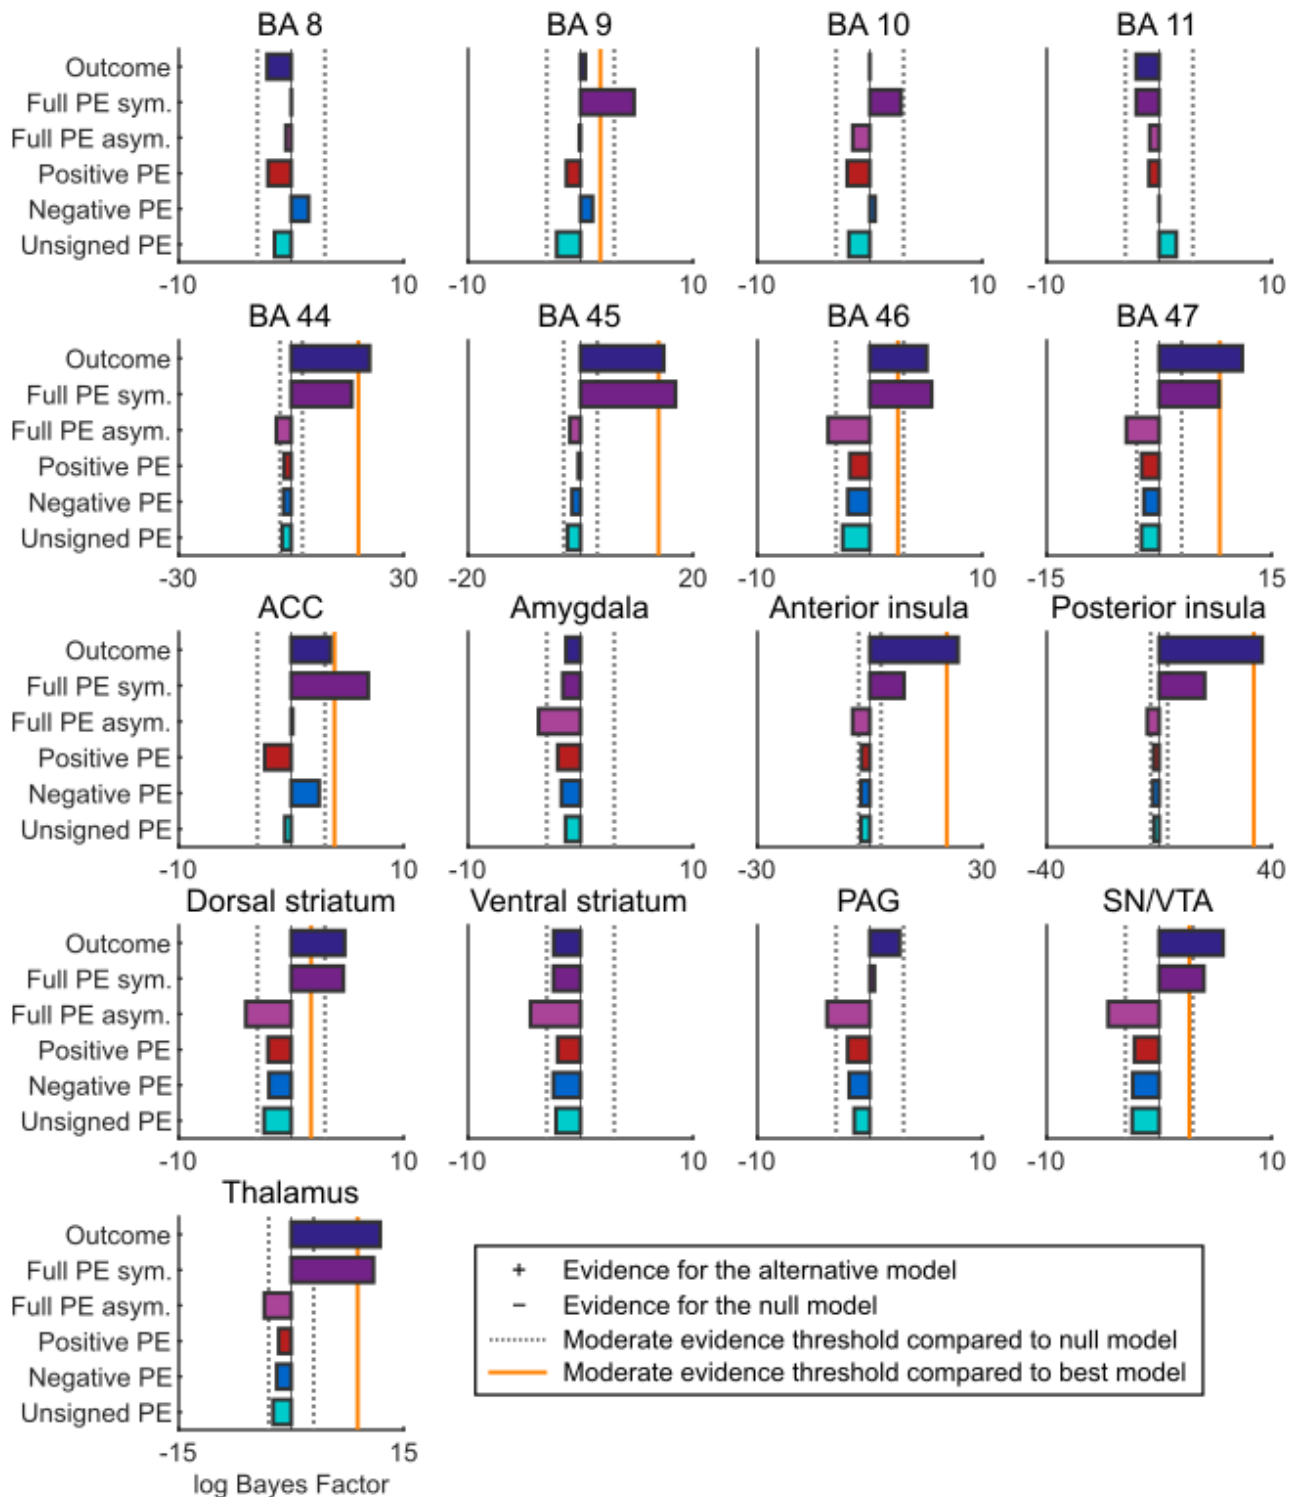 BA 8 BA 9 BA 10 BA 11
Outcome
Full PE sym.
Full PE asym.
Positive PE
Negative PE
Unsigned PE
-10 10 -10 10 -10 10 -10 10
BA 44 BA 45 BA 46 BA 47
Outcome
Full PE sym.
Full PE asym.
Positive PE
Negative PE
Unsigned PE
-30 30 -20 20 -10 10 -15 15
ACC Amygdala Anterior insula Posterior insula
Outcome
Full PE sym.
Full PE asym.
Positive PE
Negative PE
Unsigned PE
-10 10 -10 10 -30 30 -40 40
Dorsal striatum Ventral striatum PAG SN/VTA
Outcome
Full PE sym.
Full PE asym.
Positive PE
Negative PE
Unsigned PE
-10 10 -10 10 -10 10 -10 10
Thalamus
Outcome
Full PE sym.
Full PE asym.
Positive PE
Negative PE
Unsigned PE
-15 15
log Bayes Factor
+ Evidence for the alternative model
− Evidence for the null model
Moderate evidence threshold compared to null model
Moderate evidence threshold compared to best model